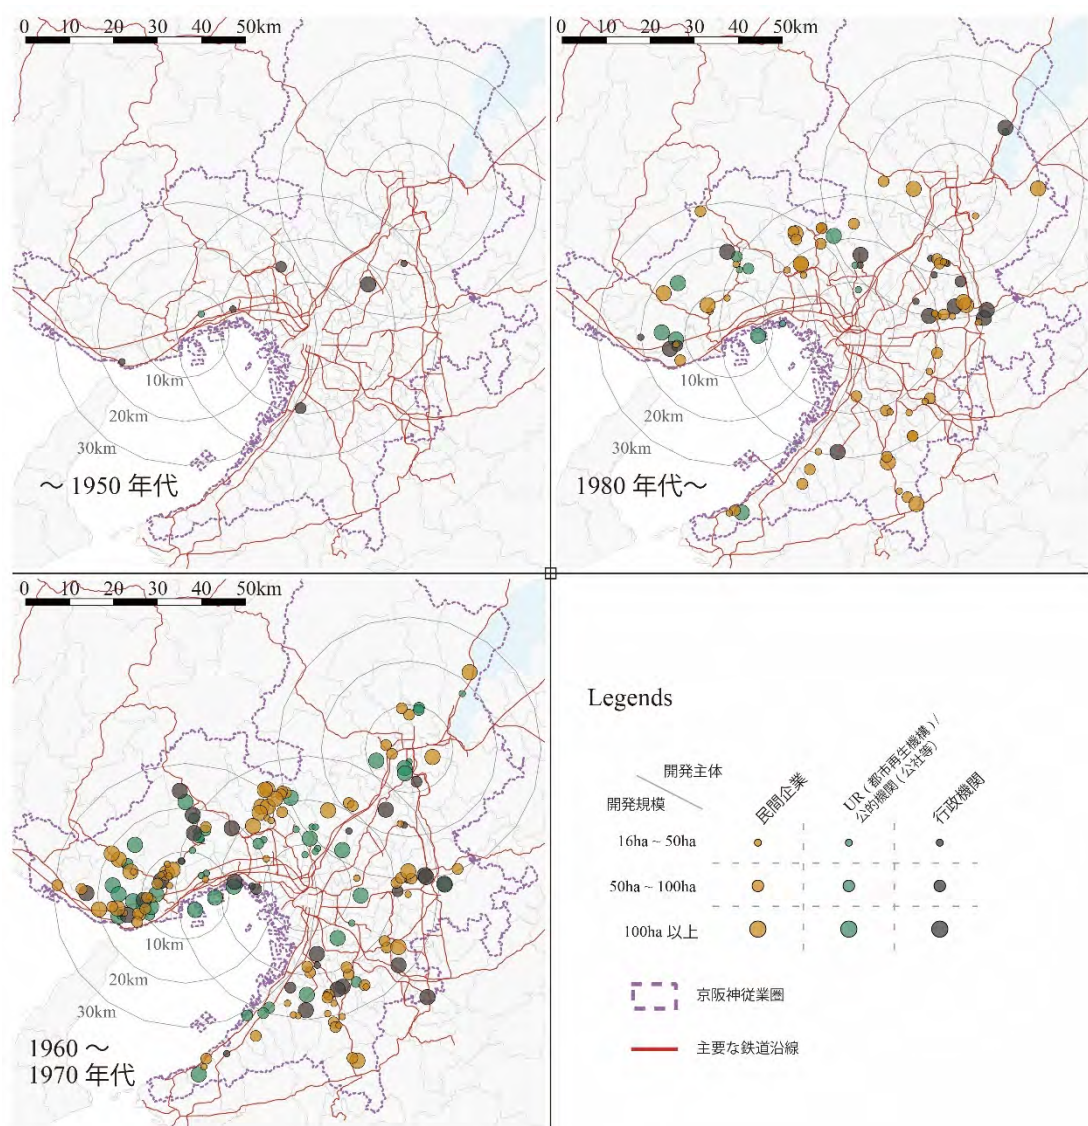 0 10 20 30 40 50km
10km
20km
30km
～ 1950 年代
0 10 20 30 40 50km
10km
20km
30km
1980 年代～
0 10 20 30 40 50km
10km
20km
30km
1960 ～
1970 年代
Legends
開発主体
開発規模
民間企業
UR ( 都市再生機構 ) /
公的機関 ( 公社等 )
行政機関
16ha ~ 50ha
50ha ~ 100ha
100ha 以上
京阪神従業圏
主要な鉄道沿線